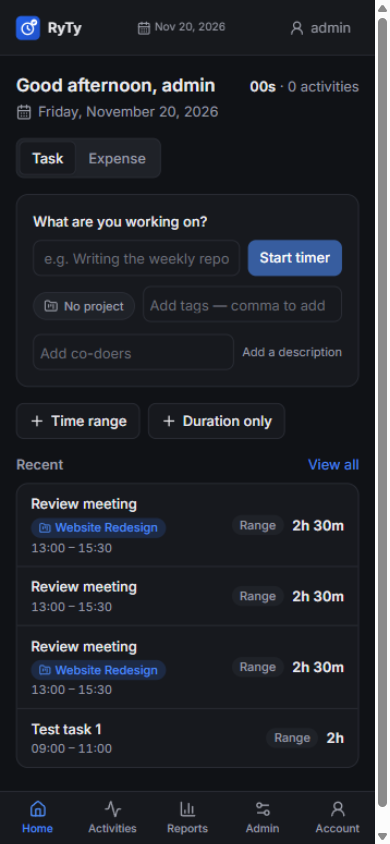 RyTy
Nov 20, 2026
admin
Good afternoon, admin
00s · 0 activities
Friday, November 20, 2026
Task
Expense
What are you working on?
e.g. Writing the weekly repo
Start timer
No project
Add tags — comma to add
Add co-doers
Add a description
+ Time range
+ Duration only
Recent
View all
Review meeting
Website Redesign
13:00 – 15:30
Range
2h 30m
Review meeting
13:00 – 15:30
Range
2h 30m
Review meeting
Website Redesign
13:00 – 15:30
Range
2h 30m
Test task 1
09:00 – 11:00
Range
2h
Home
Activities
Reports
Admin
Account